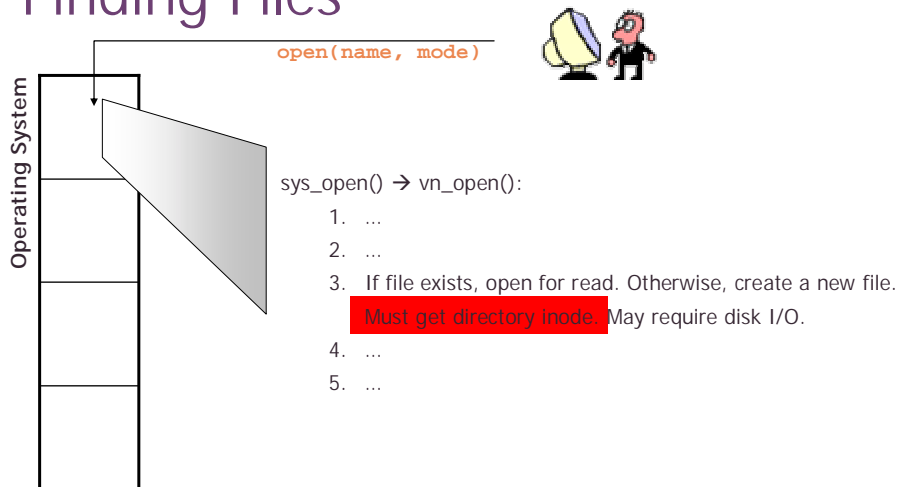 Finding Files
open(name, mode)
Operating System
sys_open() → vn_open():
1. ...
2. ...
3. If file exists, open for read. Otherwise, create a new file.
Must get directory inode. May require disk I/O.
4. ...
5. ...